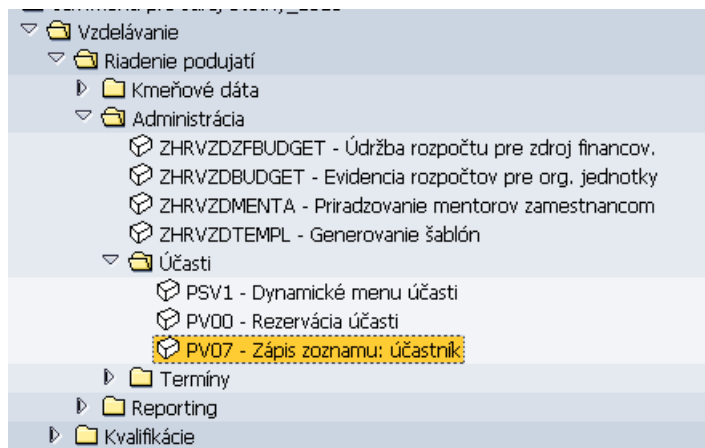 Vzdelávanie
Riadenie podujatí
Kmeňové dáta
Administrácia
ZHRVZDZFBUDGET - Údržba rozpočtu pre zdroj financov.
ZHRVZDBUDGET - Evidencia rozpočtov pre org. jednotky
ZHRVZDMENTA - Priradzovanie mentorov zamestnancom
ZHRVZDTEMPL - Generovanie šablón
Účasti
PSV1 - Dynamické menu účasti
PV00 - Rezervácia účasti
PV07 - Zápis zoznamu: účastník
Termíny
Reporting
Kvalifikácie